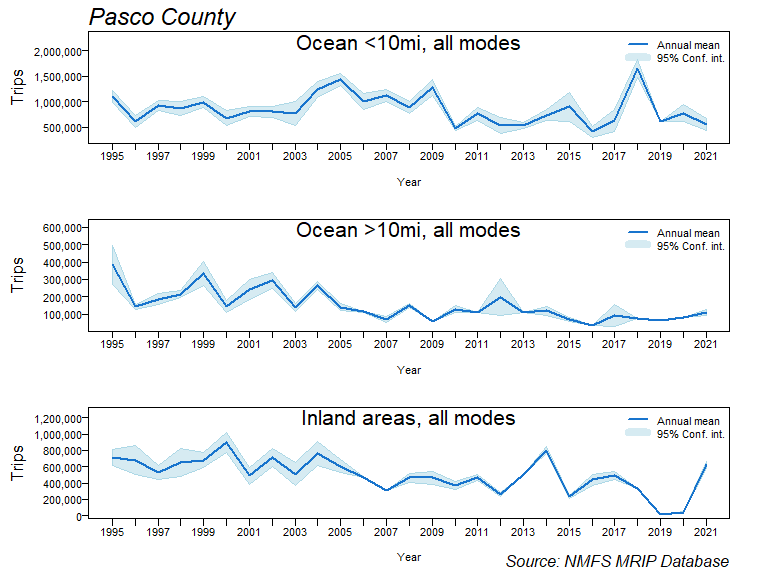 Pasco County
Ocean <10mi, all modes
Annual mean
95% Conf. int.
2,000,000
1,500,000
1,000,000
500,000
Trips
1995 1997 1999 2001 2003 2005 2007 2009 2011 2013 2015 2017 2019 2021
Year
Ocean >10mi, all modes
Annual mean
95% Conf. int.
600,000
500,000
400,000
300,000
200,000
100,000
Trips
1995 1997 1999 2001 2003 2005 2007 2009 2011 2013 2015 2017 2019 2021
Year
Inland areas, all modes
Annual mean
95% Conf. int.
1,200,000
1,000,000
800,000
600,000
400,000
200,000
0
Trips
1995 1997 1999 2001 2003 2005 2007 2009 2011 2013 2015 2017 2019 2021
Year
Source: NMFS MRIP Database